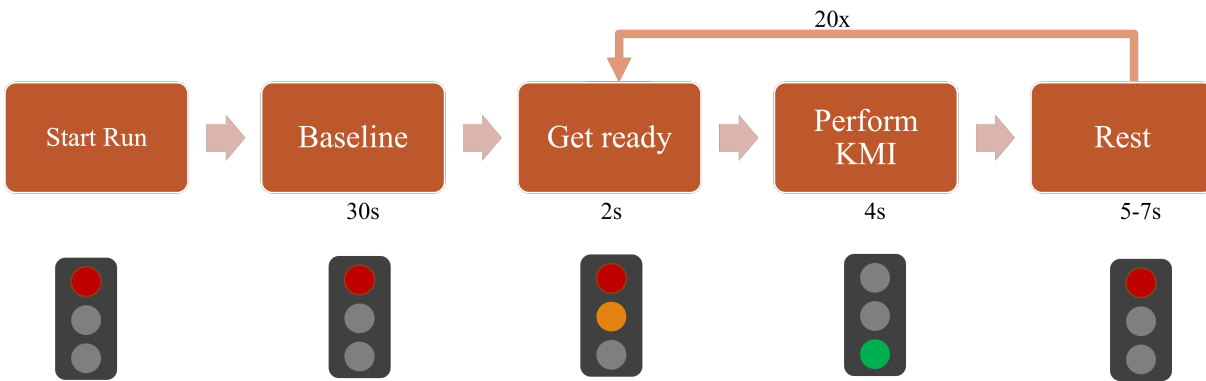 20x
Start Run
Baseline
Get ready
Perform
KMI
Rest
30s
2s
4s
5-7s